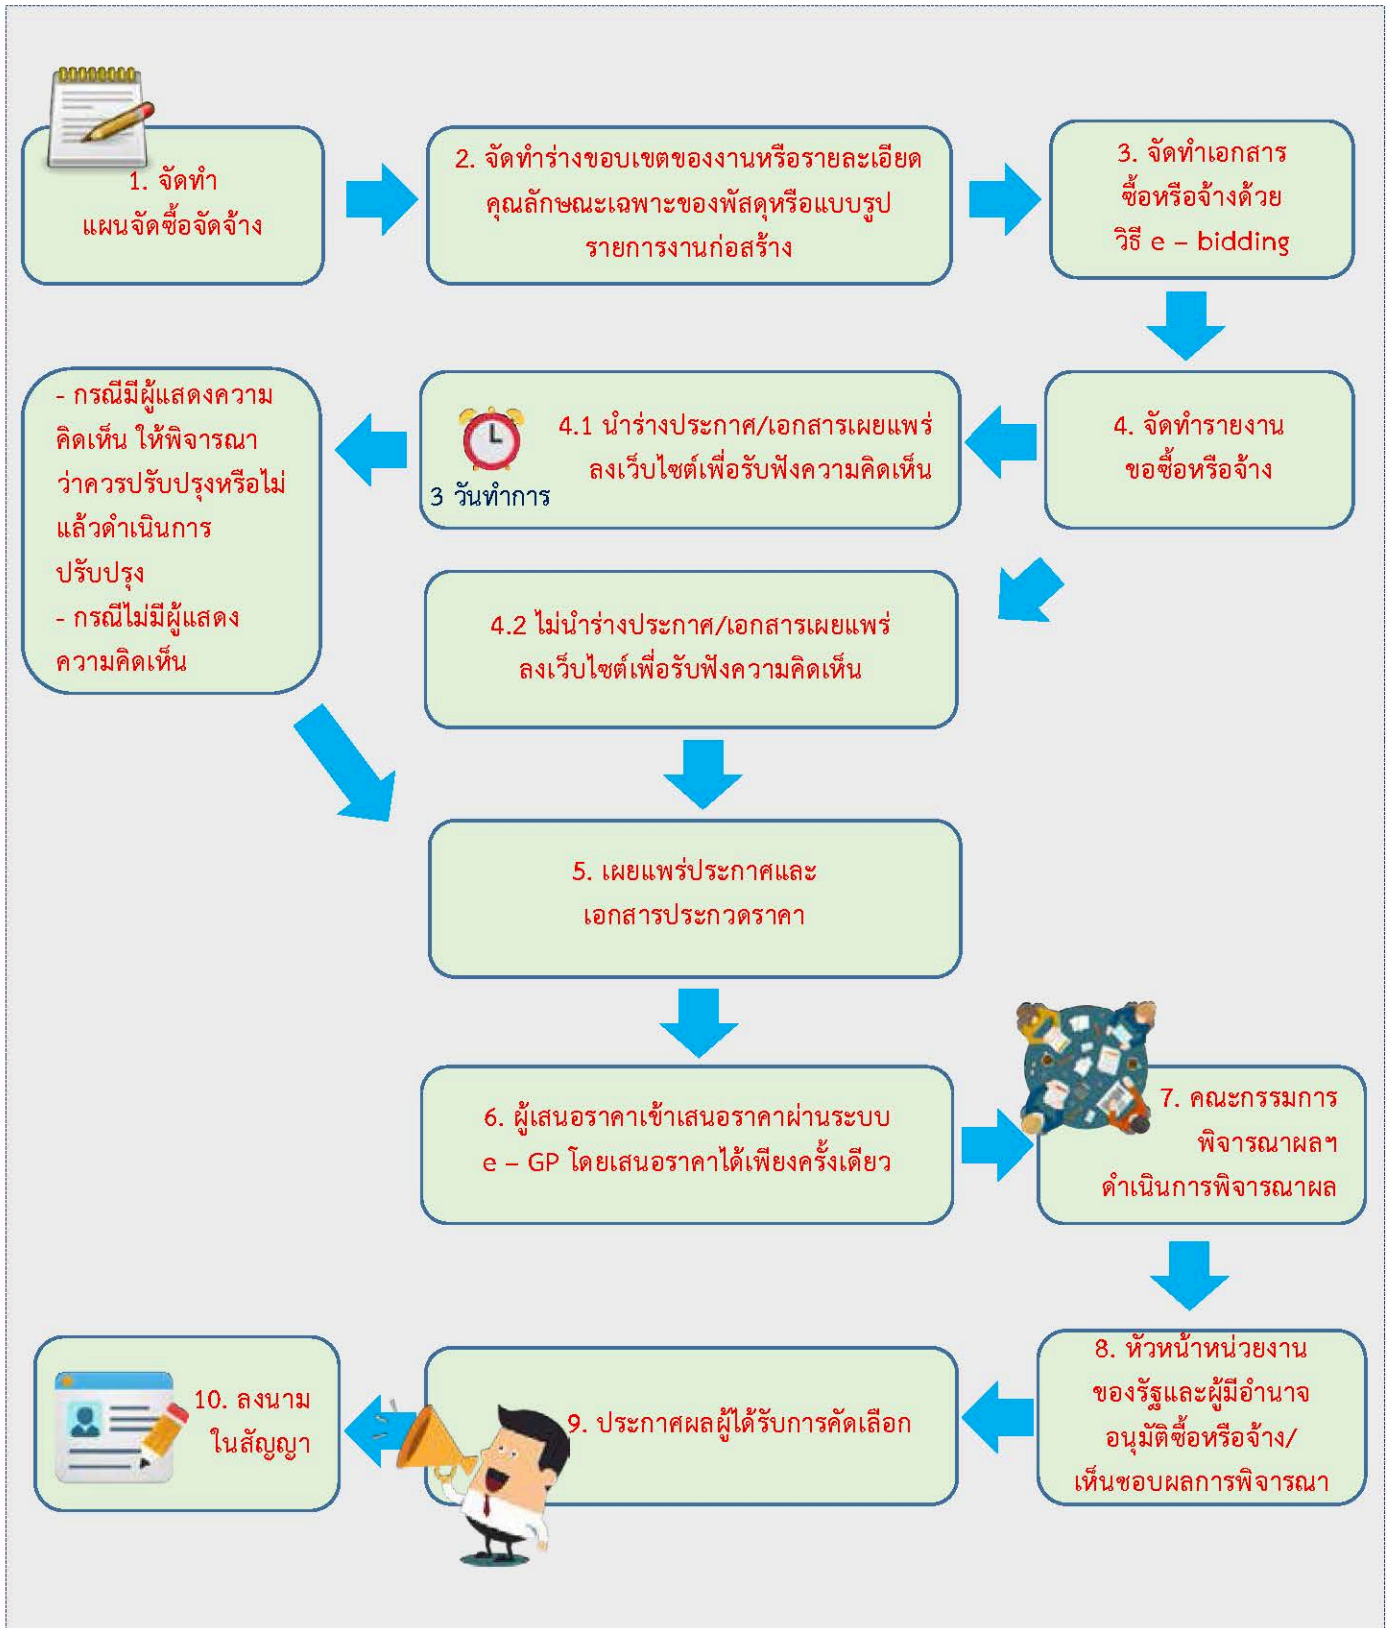 1. จัดทำ
แผนจัดซื้อจัดจ้าง
2. จัดทำร่างขอบเขตของงานหรือรายละเอียด
คุณลักษณะเฉพาะของพัสดุหรือแบบรูป
รายการงานก่อสร้าง
3. จัดทำเอกสาร
ซื้อหรือจ้างด้วย
วิธี e – bidding
4. จัดทำรายงาน
ขอซื้อหรือจ้าง
4.1 นำร่างประกาศ/เอกสารเผยแพร่
ลงเว็บไซต์เพื่อรับฟังความคิดเห็น
3 วันทำการ
- กรณีมีผู้แสดงความ
คิดเห็น ให้พิจารณา
ว่าควรปรับปรุงหรือไม่
แล้วดำเนินการ
ปรับปรุง
- กรณีไม่มีผู้แสดง
ความคิดเห็น
4.2 ไม่นำร่างประกาศ/เอกสารเผยแพร่
ลงเว็บไซต์เพื่อรับฟังความคิดเห็น
5. เผยแพร่ประกาศและ
เอกสารประกวดราคา
6. ผู้เสนอราคาเข้าเสนอราคาผ่านระบบ
e – GP โดยเสนอราคาได้เพียงครั้งเดียว
7. คณะกรรมการ
พิจารณาผลฯ
ดำเนินการพิจารณาผล
8. หัวหน้าหน่วยงาน
ของรัฐและผู้มีอำนาจ
อนุมัติซื้อหรือจ้าง/
เห็นชอบผลการพิจารณา
9. ประกาศผลผู้ได้รับการคัดเลือก
10. ลงนาม
ในสัญญา